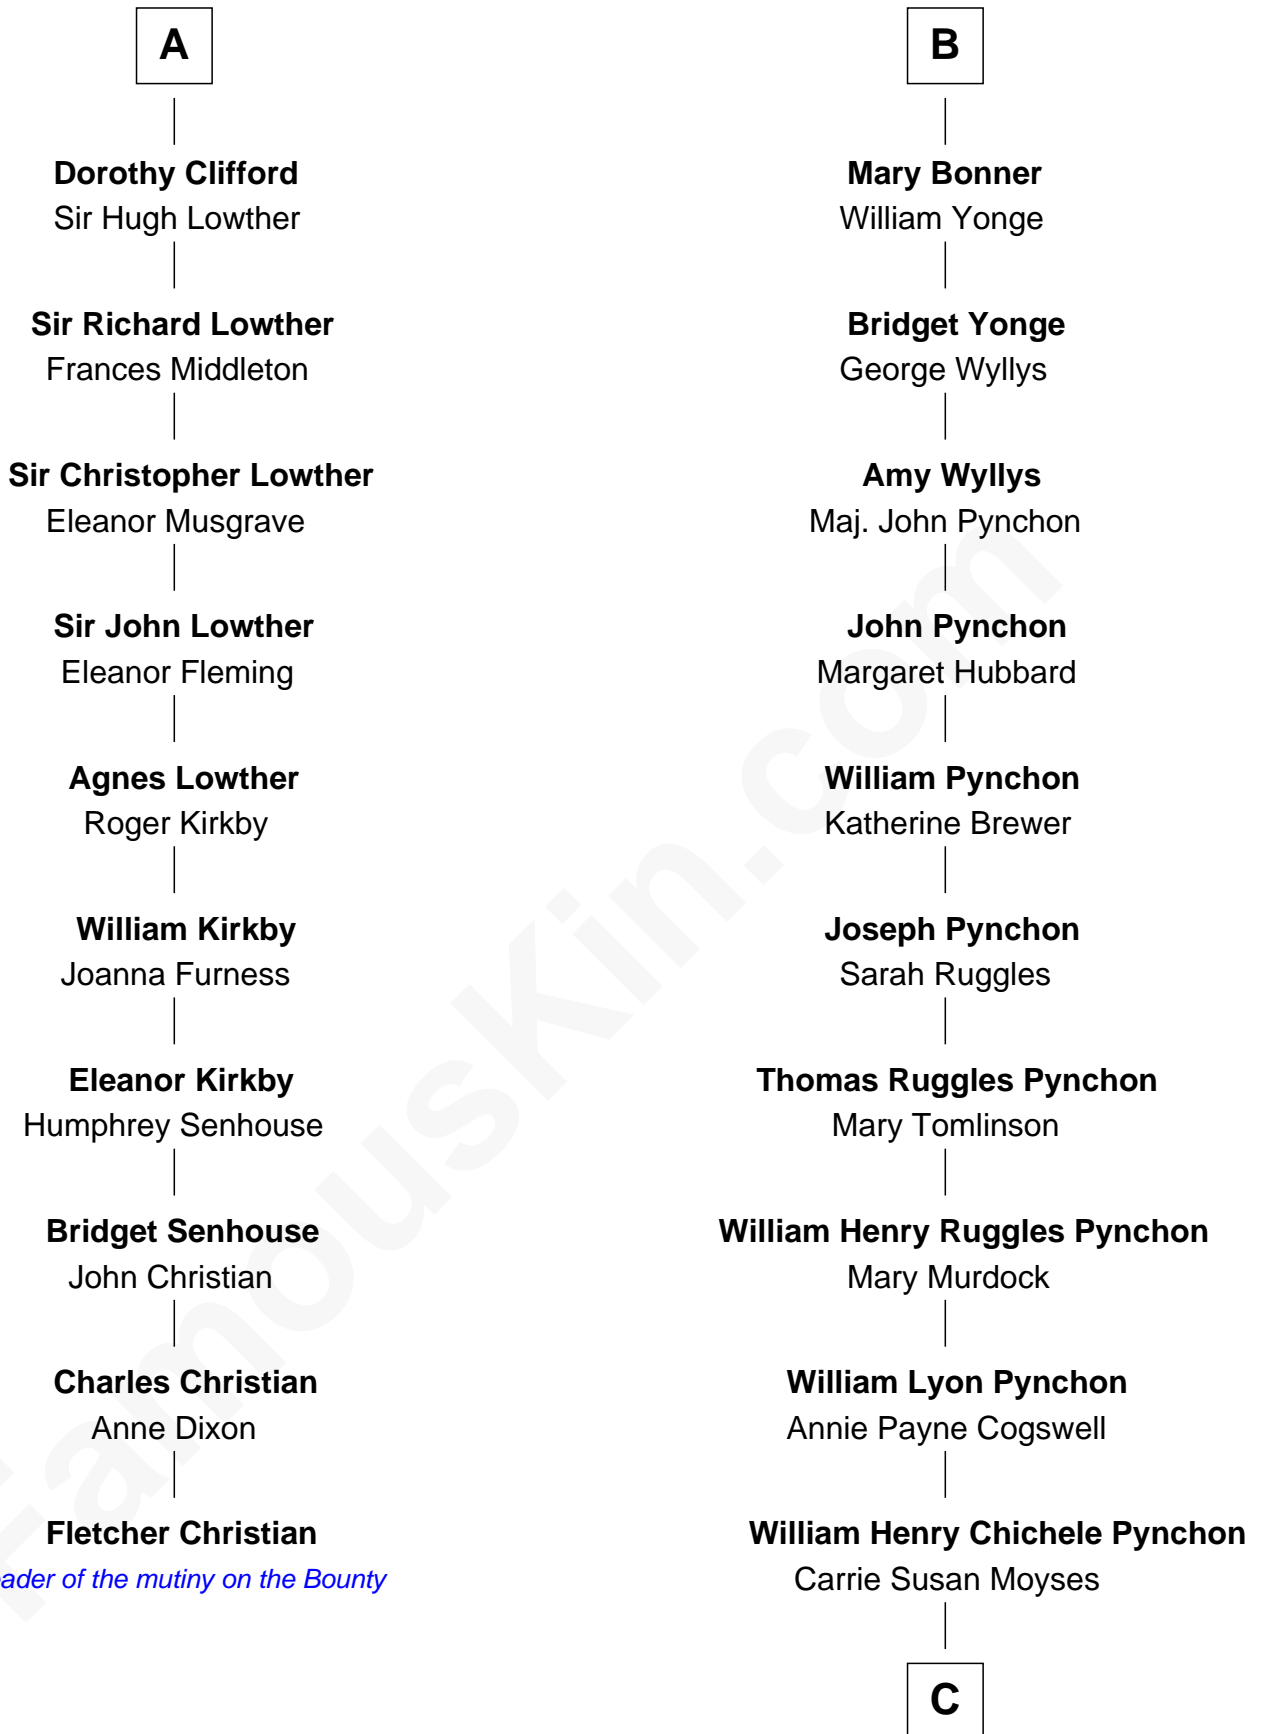 A
Dorothy Clifford
Sir Hugh Lowther
Sir Richard Lowther
Frances Middleton
Sir Christopher Lowther
Eleanor Musgrave
Sir John Lowther
Eleanor Fleming
Agnes Lowther
Roger Kirkby
William Kirkby
Joanna Furness
Eleanor Kirkby
Humphrey Senhouse
Bridget Senhouse
John Christian
Charles Christian
Anne Dixon
Fletcher Christian
ader of the mutiny on the Bounty
B
Mary Bonner
William Yonge
Bridget Yonge
George Wyllys
Amy Wyllys
Maj. John Pynchon
John Pynchon
Margaret Hubbard
William Pynchon
Katherine Brewer
Joseph Pynchon
Sarah Ruggles
Thomas Ruggles Pynchon
Mary Tomlinson
William Henry Ruggles Pynchon
Mary Murdock
William Lyon Pynchon
Annie Payne Cogswell
William Henry Chichele Pynchon
Carrie Susan Moyses
C
FamousKin.com